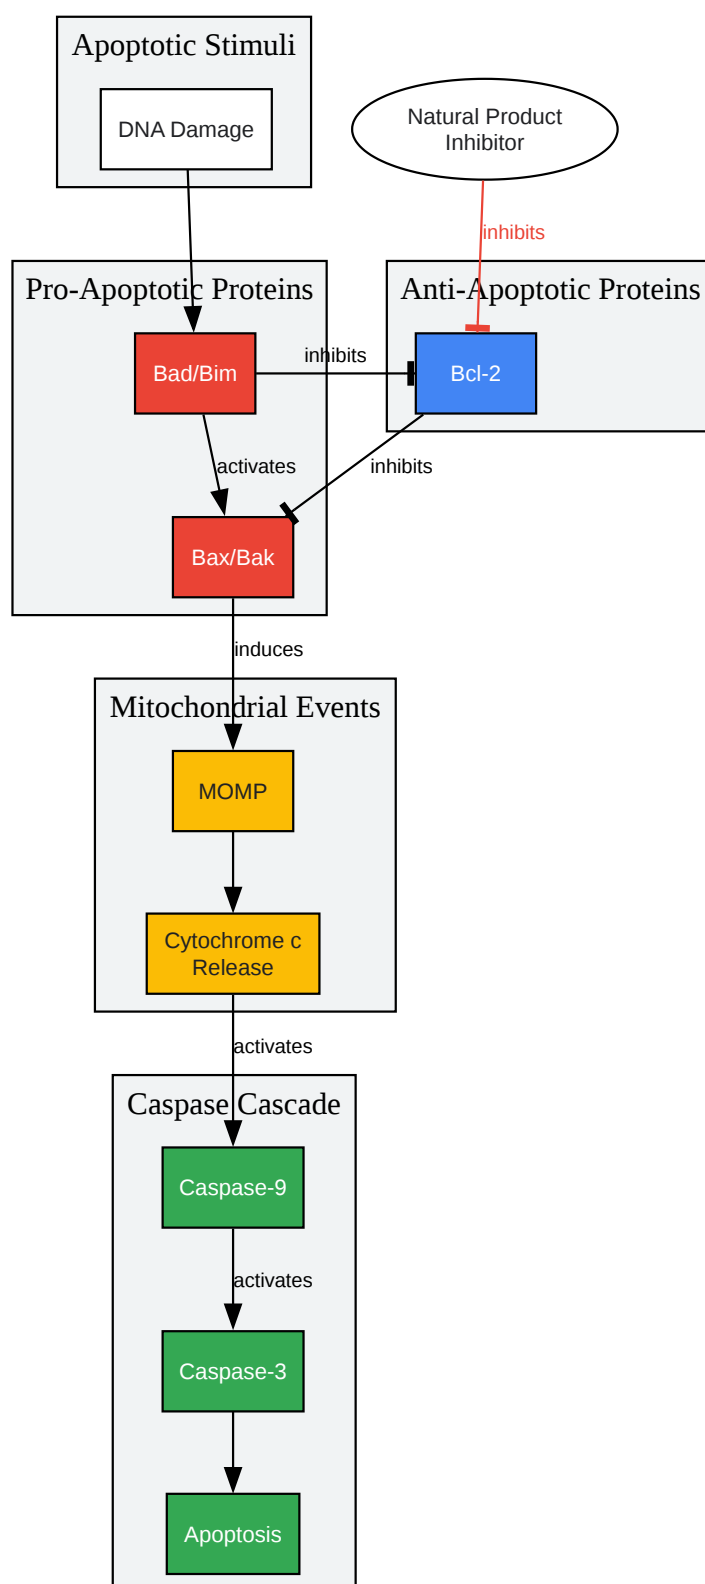 Apoptotic Stimuli
DNA Damage
Natural Product
Inhibitor
inhibits
Pro-Apoptotic Proteins
Anti-Apoptotic Proteins
Bad/Bim
inhibits
Bcl-2
activates
inhibits
Bax/Bak
induces
Mitochondrial Events
MOMP
Cytochrome c
Release
activates
Caspase Cascade
Caspase-9
activates
Caspase-3
Apoptosis